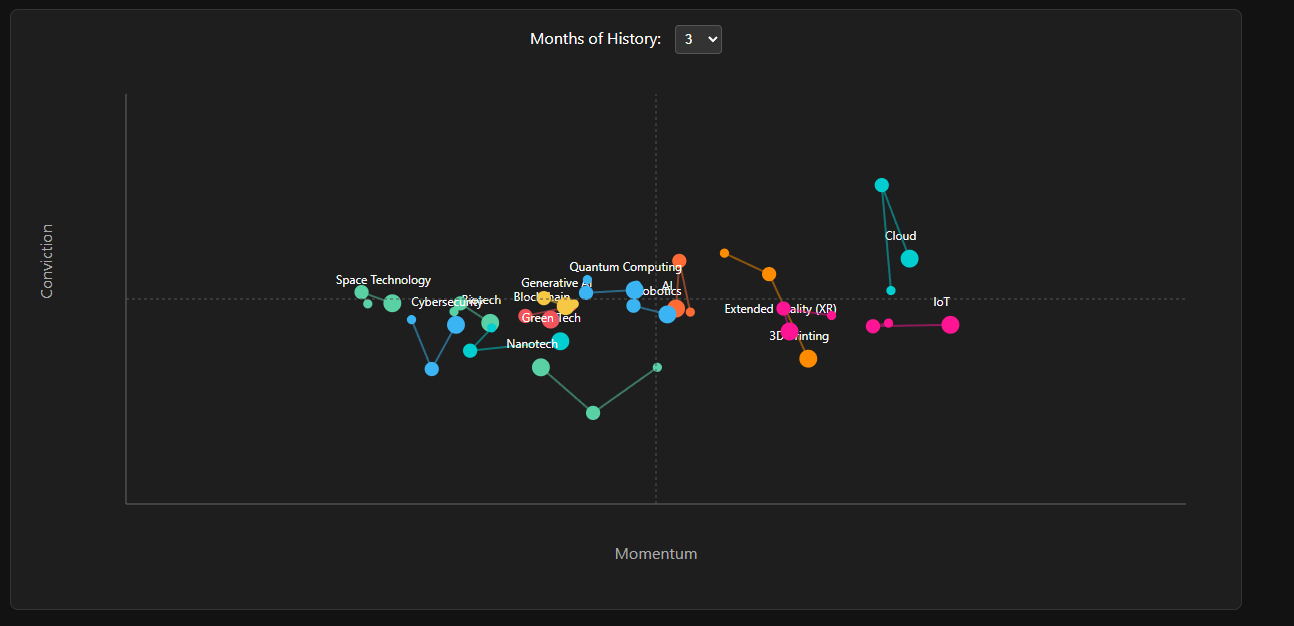 Months of History: 3
Conviction
Cloud
Quantum Computing
Space Technology
Generative AI
AI
Robotics
Blockchain
Biotech
Cybersecurity
IoT
Extended Reality (XR)
Green Tech
3D Printing
Nanotech
Momentum